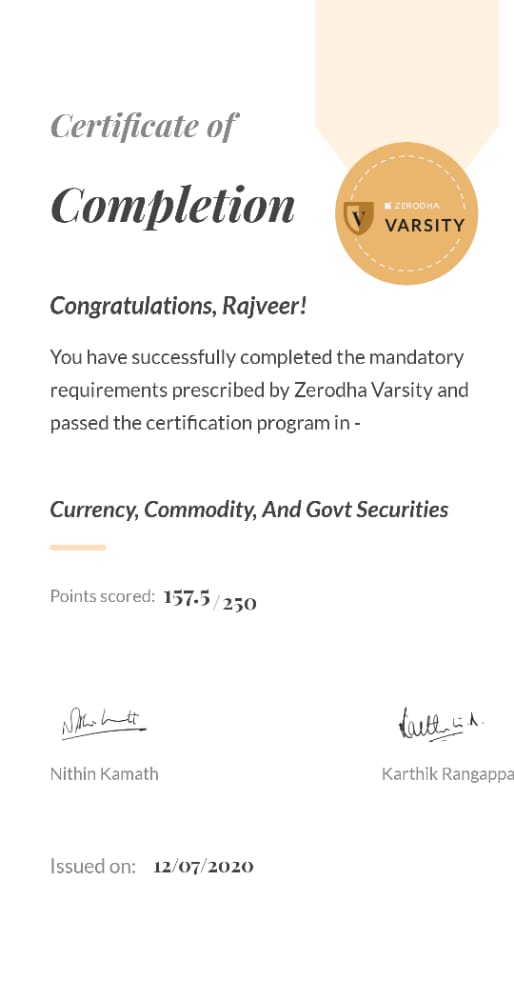 Certificate of
Completion
ZERODHA
VARSITY
V
Congratulations, Rajveer!
You have successfully completed the mandatory
requirements prescribed by Zerodha Varsity and
passed the certification program in -
Currency, Commodity, And Govt Securities
Points scored: 157.5 / 250
Nithin Kamath
Karthik Rangappa
Issued on: 12/07/2020